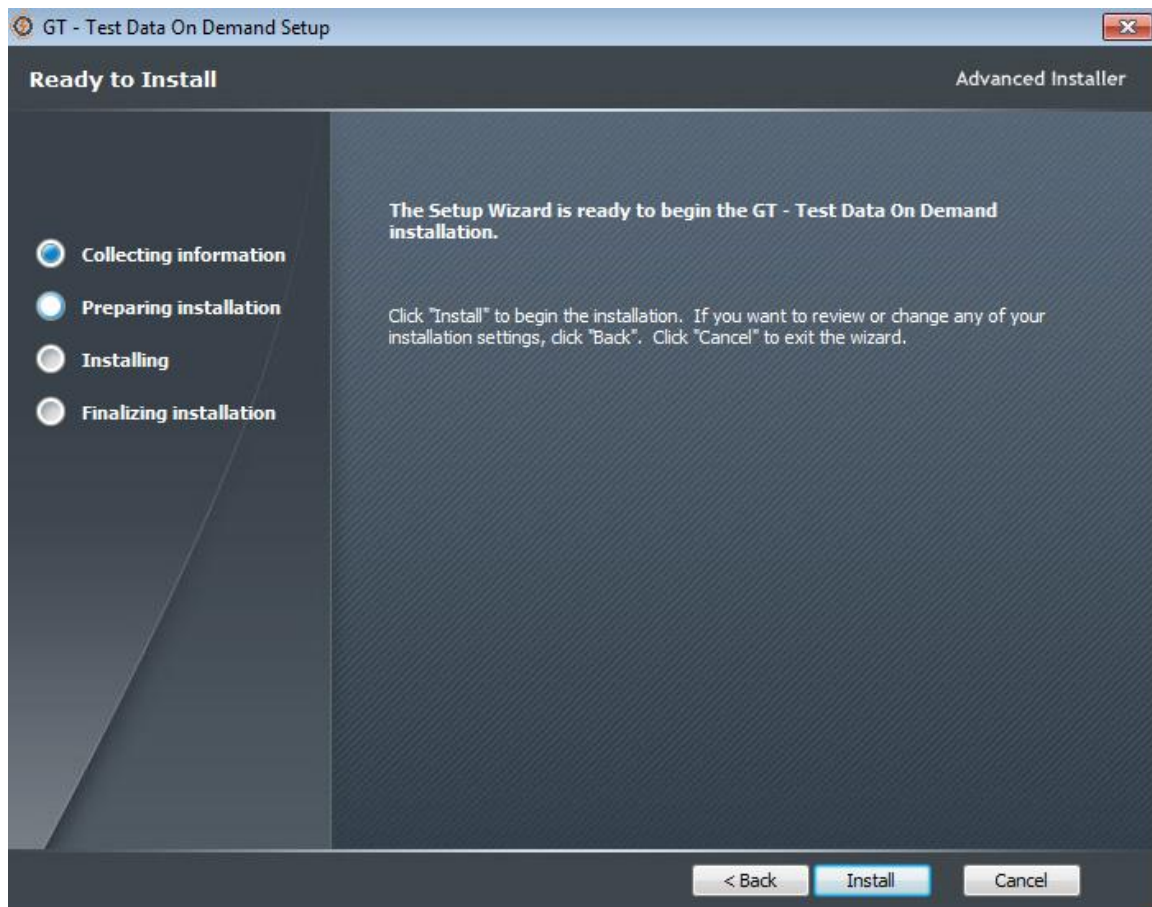 GT - Test Data On Demand Setup
Ready to Install
Advanced Installer
Collecting information
Preparing installation
Installing
Finalizing installation
The Setup Wizard is ready to begin the GT - Test Data On Demand
installation.
Click "Install" to begin the installation.  If you want to review or change any of your
installation settings, click "Back".  Click "Cancel" to exit the wizard.
< Back
Install
Cancel